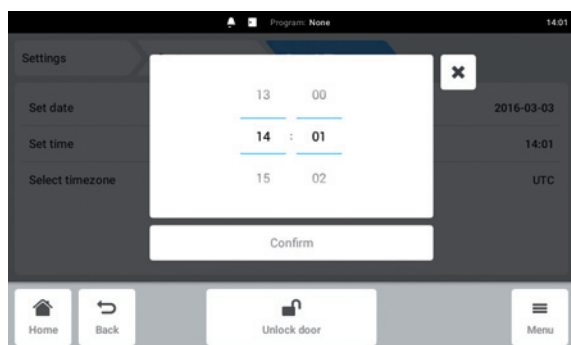 Program: None 14:01
Settings
13 00
Set date 2016-03-03
14 : 01
Set time 14:01
15 02
Select timezone UTC
Confirm
Home Back Unlock door Menu